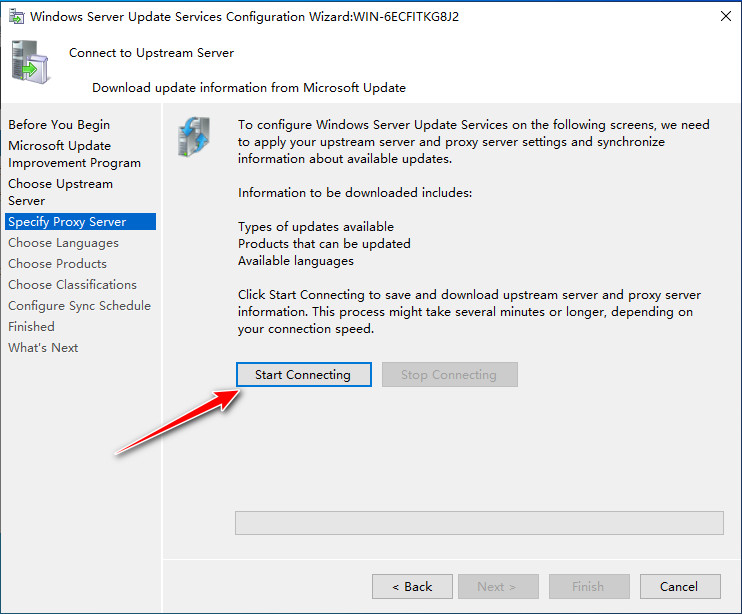 Windows Server Update Services Configuration Wizard:WIN-6ECFITKG8J2
Connect to Upstream Server
Download update information from Microsoft Update
Before You Begin
Microsoft Update
Improvement Program
Choose Upstream
Server
Specify Proxy Server
Choose Languages
Choose Products
Choose Classifications
Configure Sync Schedule
Finished
What's Next
To configure Windows Server Update Services on the following screens, we need
to apply your upstream server and proxy server settings and synchronize
information about available updates.
Information to be downloaded includes:
Types of updates available
Products that can be updated
Available languages
Click Start Connecting to save and download upstream server and proxy server
information. This process might take several minutes or longer, depending on
your connection speed.
Start Connecting
Stop Connecting
< Back
Next >
Finish
Cancel